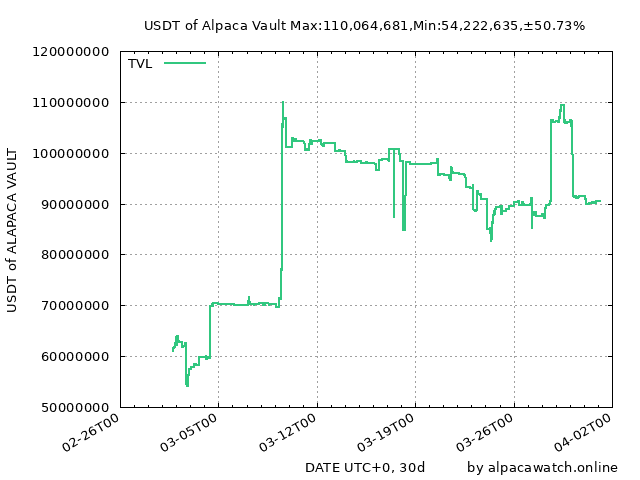 USDT of Alpaca Vault Max:110,064,681,Min:54,222,635,±50.73%
TVL
120000000
110000000
100000000
90000000
80000000
70000000
60000000
50000000
USDT of ALAPACA VAULT
02-26T00
03-05T00
03-12T00
03-19T00
03-26T00
04-02T00
DATE UTC+0, 30d
by alpacawatch.online